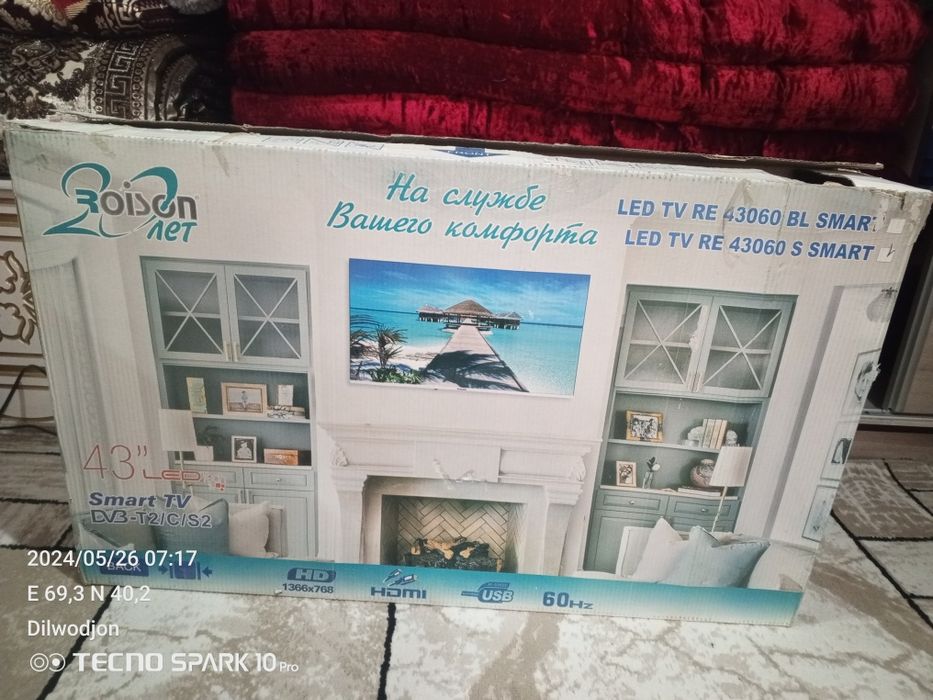 20 Roison
лет
На службе
Вашего комфорта
LED TV RE 43060 BL SMART
LED TV RE 43060 S SMART
43" LED
Smart TV
DVB-T2/C/S2
BACK
HD
1366x768
HDMI
USB
60Hz
2024/05/26 07:17
E 69,3 N 40,2
Dilwodjon
TECNO SPARK 10 Pro